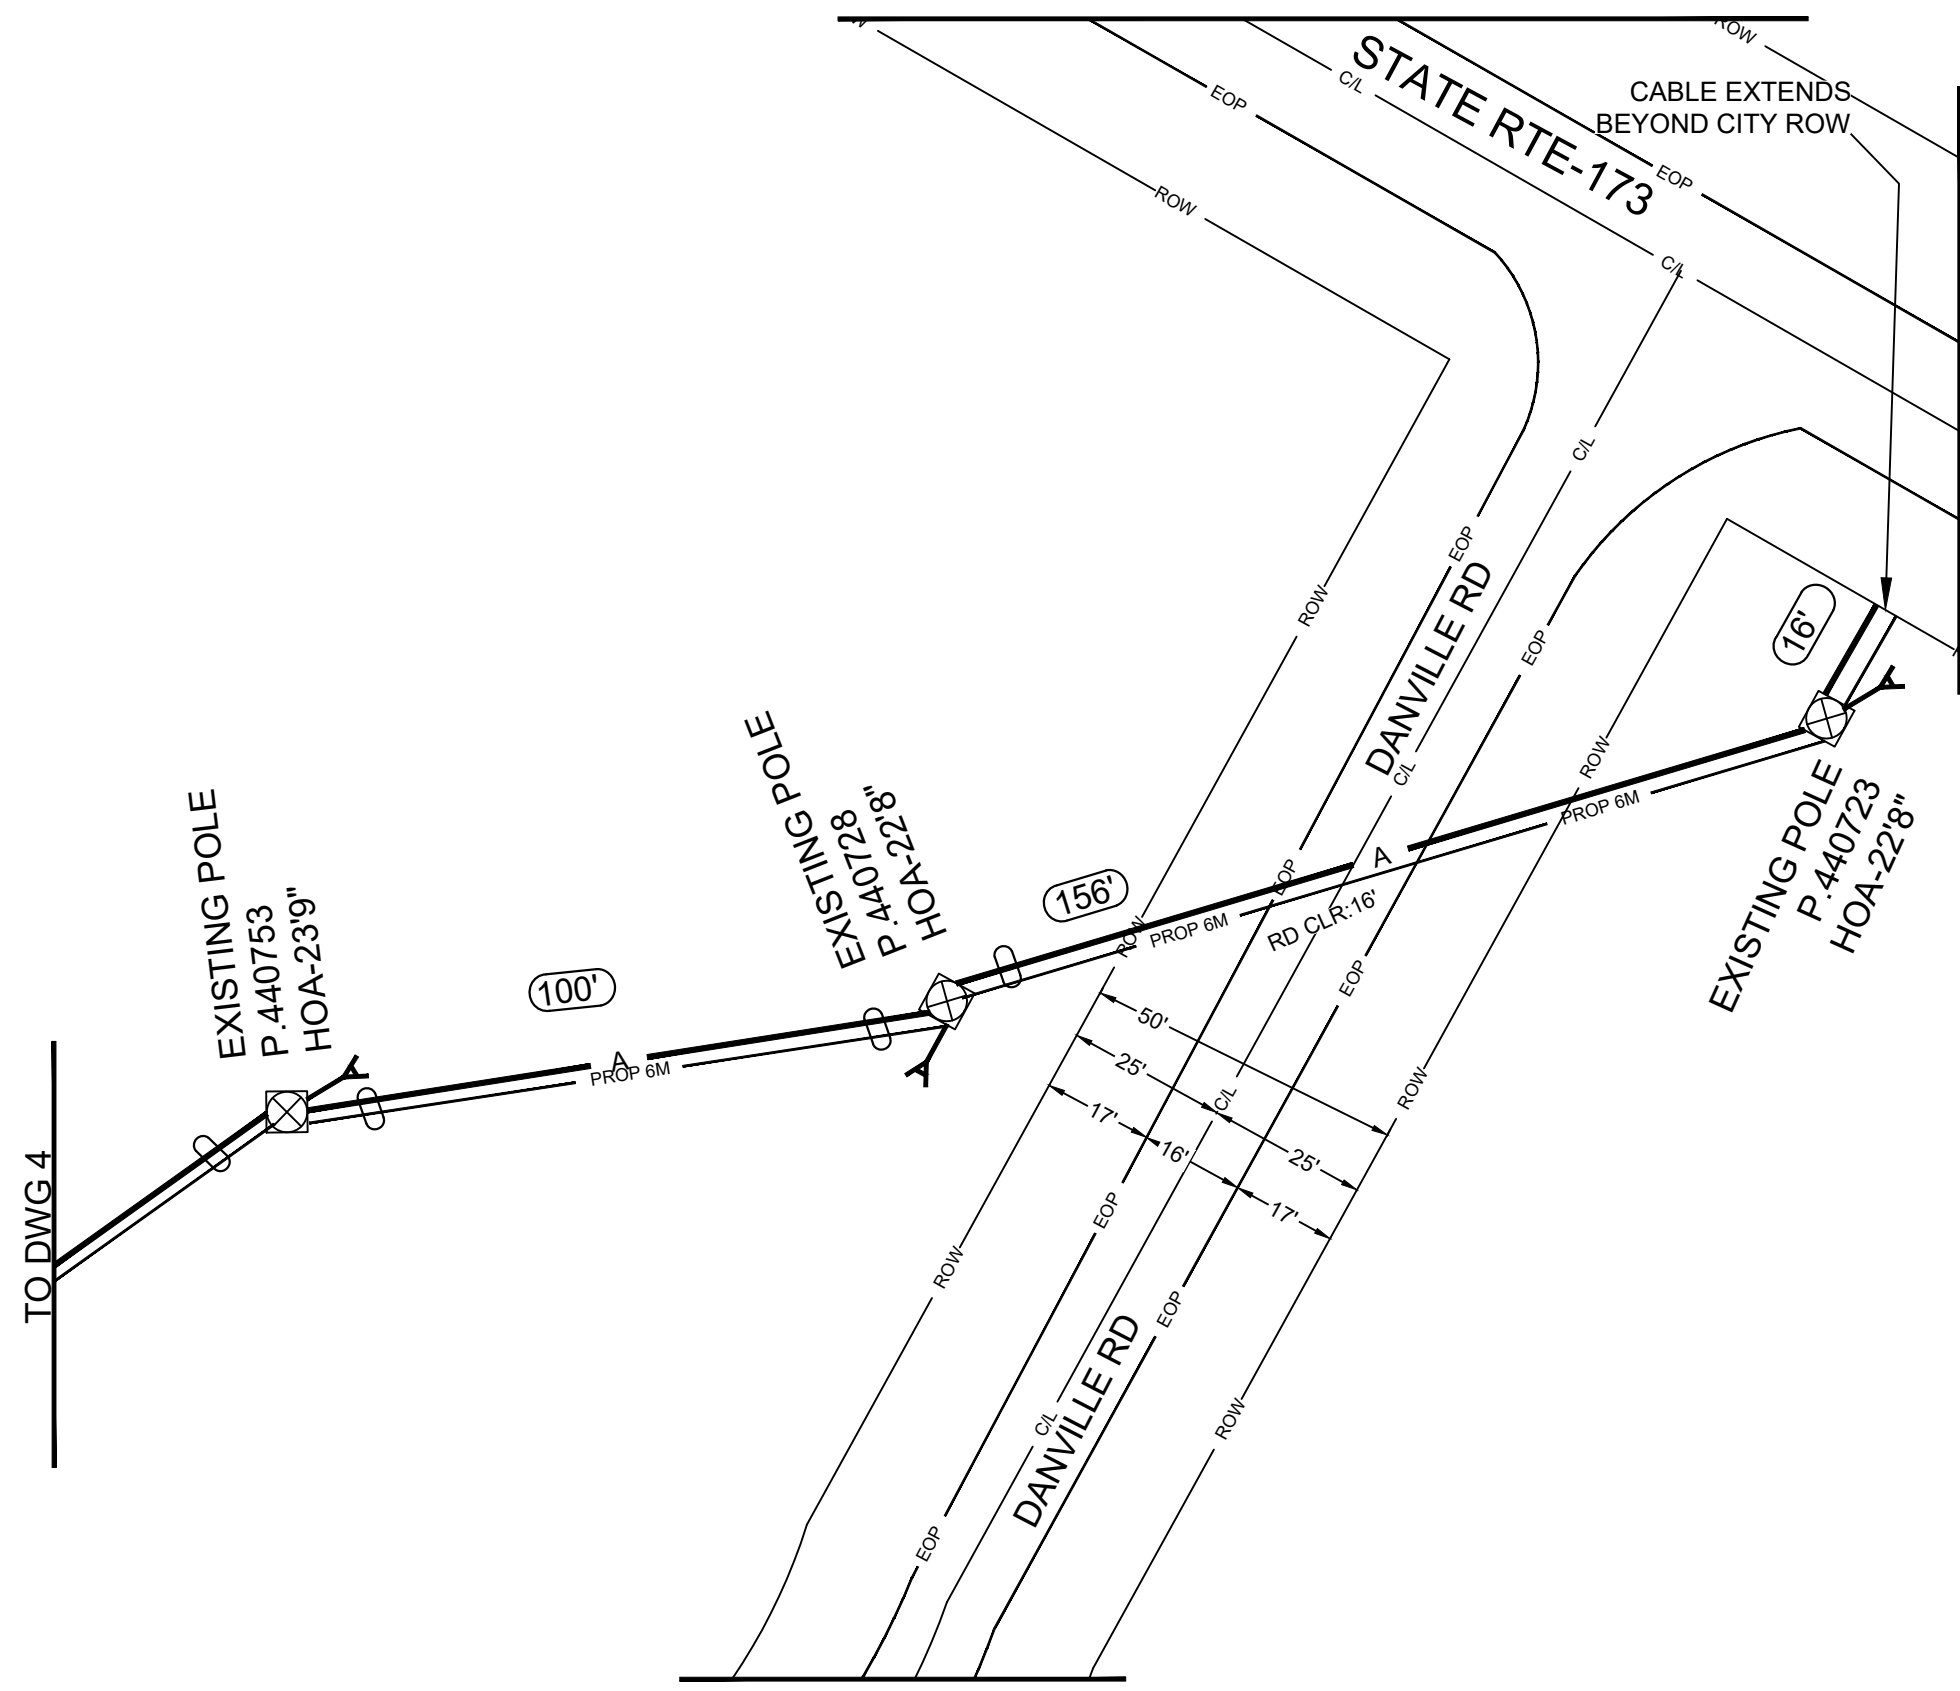 ROW
STATE RTE-173
CABLE EXTENDS
BEYOND CITY ROW
EOP
C/L
EOP
ROW
C/L
C/L
EOP
ROW
DANVILLE RD
EOP
16'
ROW
C/L
EXISTING POLE
P.440753
HOA-23'9"
100'
A
PROP 6M
EXISTING POLE
P.440728
HOA-22'8"
156'
ROW
PROP 6M
EOP
A
RD CLR:16'
PROP 6M
EXISTING POLE
P.440723
HOA-22'8"
EOP
50'
25'
C/L
ROW
17'
16'
25'
17'
TO DWG 4
EOP
ROW
EOP
DANVILLE RD
C/L
ROW
EOP